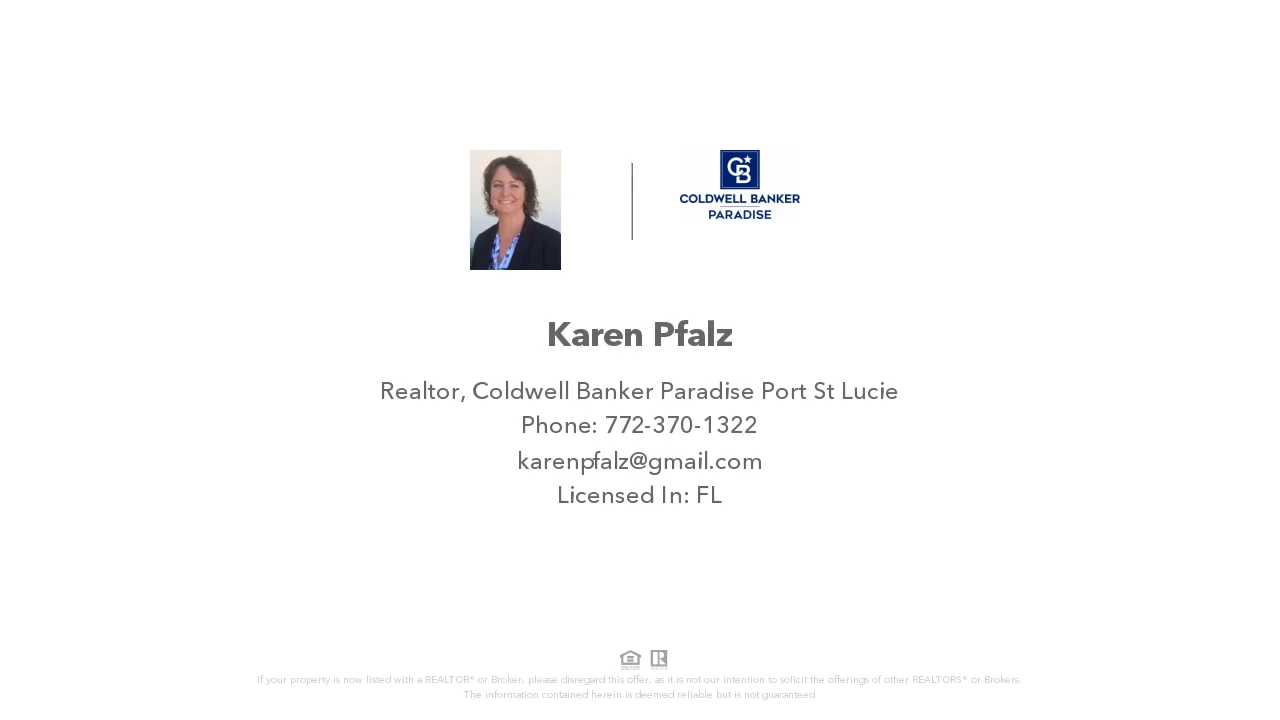 CB
COLDWELL BANKER
PARADISE
Karen Pfalz
Realtor, Coldwell Banker Paradise Port St Lucie
Phone: 772-370-1322
karenpfalz@gmail.com
Licensed In: FL
If your property is now listed with a REALTOR® or Broker, please disregard this offer, as it is not our intention to solicit the offerings of other REALTORS® or Brokers.
The information contained herein is deemed reliable but is not guaranteed